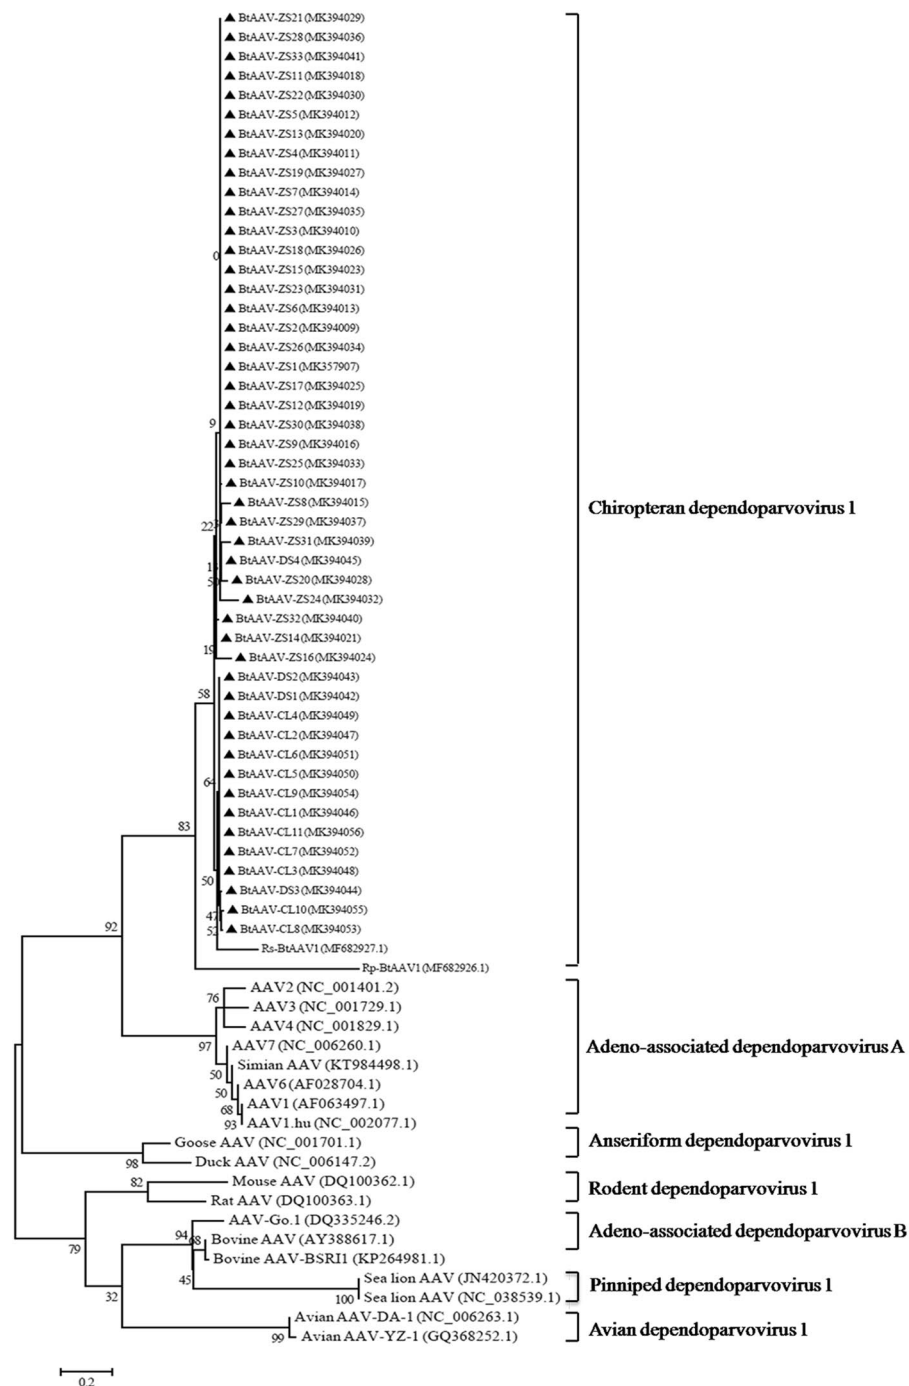 BtAAV-ZS21(MK394029)
BtAAV-ZS28(MK394036)
BtAAV-ZS33(MK394041)
BtAAV-ZS11(MK394018)
BtAAV-ZS22(MK394030)
BtAAV-ZS5(MK394012)
BtAAV-ZS13(MK394020)
BtAAV-ZS4(MK394011)
BtAAV-ZS19(MK394027)
BtAAV-ZS7(MK394014)
BtAAV-ZS27(MK394035)
BtAAV-ZS3(MK394010)
BtAAV-ZS18(MK394026)
0
BtAAV-ZS15(MK394023)
BtAAV-ZS23(MK394031)
BtAAV-ZS6(MK394013)
BtAAV-ZS2(MK394009)
BtAAV-ZS26(MK394034)
BtAAV-ZS1(MK357907)
BtAAV-ZS17(MK394025)
BtAAV-ZS12(MK394019)
9
BtAAV-ZS30(MK394038)
BtAAV-ZS9(MK394016)
BtAAV-ZS25(MK394033)
BtAAV-ZS10(MK394017)
BtAAV-ZS8(MK394015)
Chiropteran dependoparvovirus 1
22
BtAAV-ZS29(MK394037)
BtAAV-ZS31(MK394039)
BtAAV-DS4(MK394045)
BtAAV-ZS20(MK394028)
BtAAV-ZS24(MK394032)
BtAAV-ZS32(MK394040)
BtAAV-ZS14(MK394021)
19
BtAAV-ZS16(MK394024)
BtAAV-DS2(MK394043)
58
BtAAV-DS1(MK394042)
BtAAV-CL4(MK394049)
BtAAV-CL2(MK394047)
BtAAV-CL6(MK394051)
BtAAV-CL5(MK394050)
64
BtAAV-CL9(MK394054)
BtAAV-CL1(MK394046)
83
BtAAV-CL11(MK394056)
BtAAV-CL7(MK394052)
BtAAV-CL3(MK394048)
50
BtAAV-DS3(MK394044)
BtAAV-CL10(MK394055)
47
BtAAV-CL8(MK394053)
52
92
Rs-BtAAV1(MF682927.1)
Rp-BtAAV1(MF682926.1)
AAV2 (NC_001401.2)
76
AAV3 (NC_001729.1)
AAV4 (NC_001829.1)
97
AAV7 (NC_006260.1)
Adeno-associated dependoparvovirus A
Simian AAV (KT984498.1)
50
AAV6 (AF028704.1)
50
AAV1 (AF063497.1)
68
AAV1.hu (NC_002077.1)
93
Goose AAV (NC_001701.1)
Anseriform dependoparvovirus 1
Duck AAV (NC_006147.2)
98
Mouse AAV (DQ100362.1)
82
Rodent dependoparvovirus 1
Rat AAV (DQ100363.1)
AAV-Go.1 (DQ335246.2)
Adeno-associated dependoparvovirus B
94
Bovine AAV (AY388617.1)
68
79
Bovine AAV-BSRI1 (KP264981.1)
Sea lion AAV (JN420372.1)
45
Pinniped dependoparvovirus 1
Sea lion AAV (NC_038539.1)
32
100
Avian AAV-DA-1 (NC_006263.1)
Avian dependoparvovirus 1
Avian AAV-YZ-1 (GQ368252.1)
99
0.2